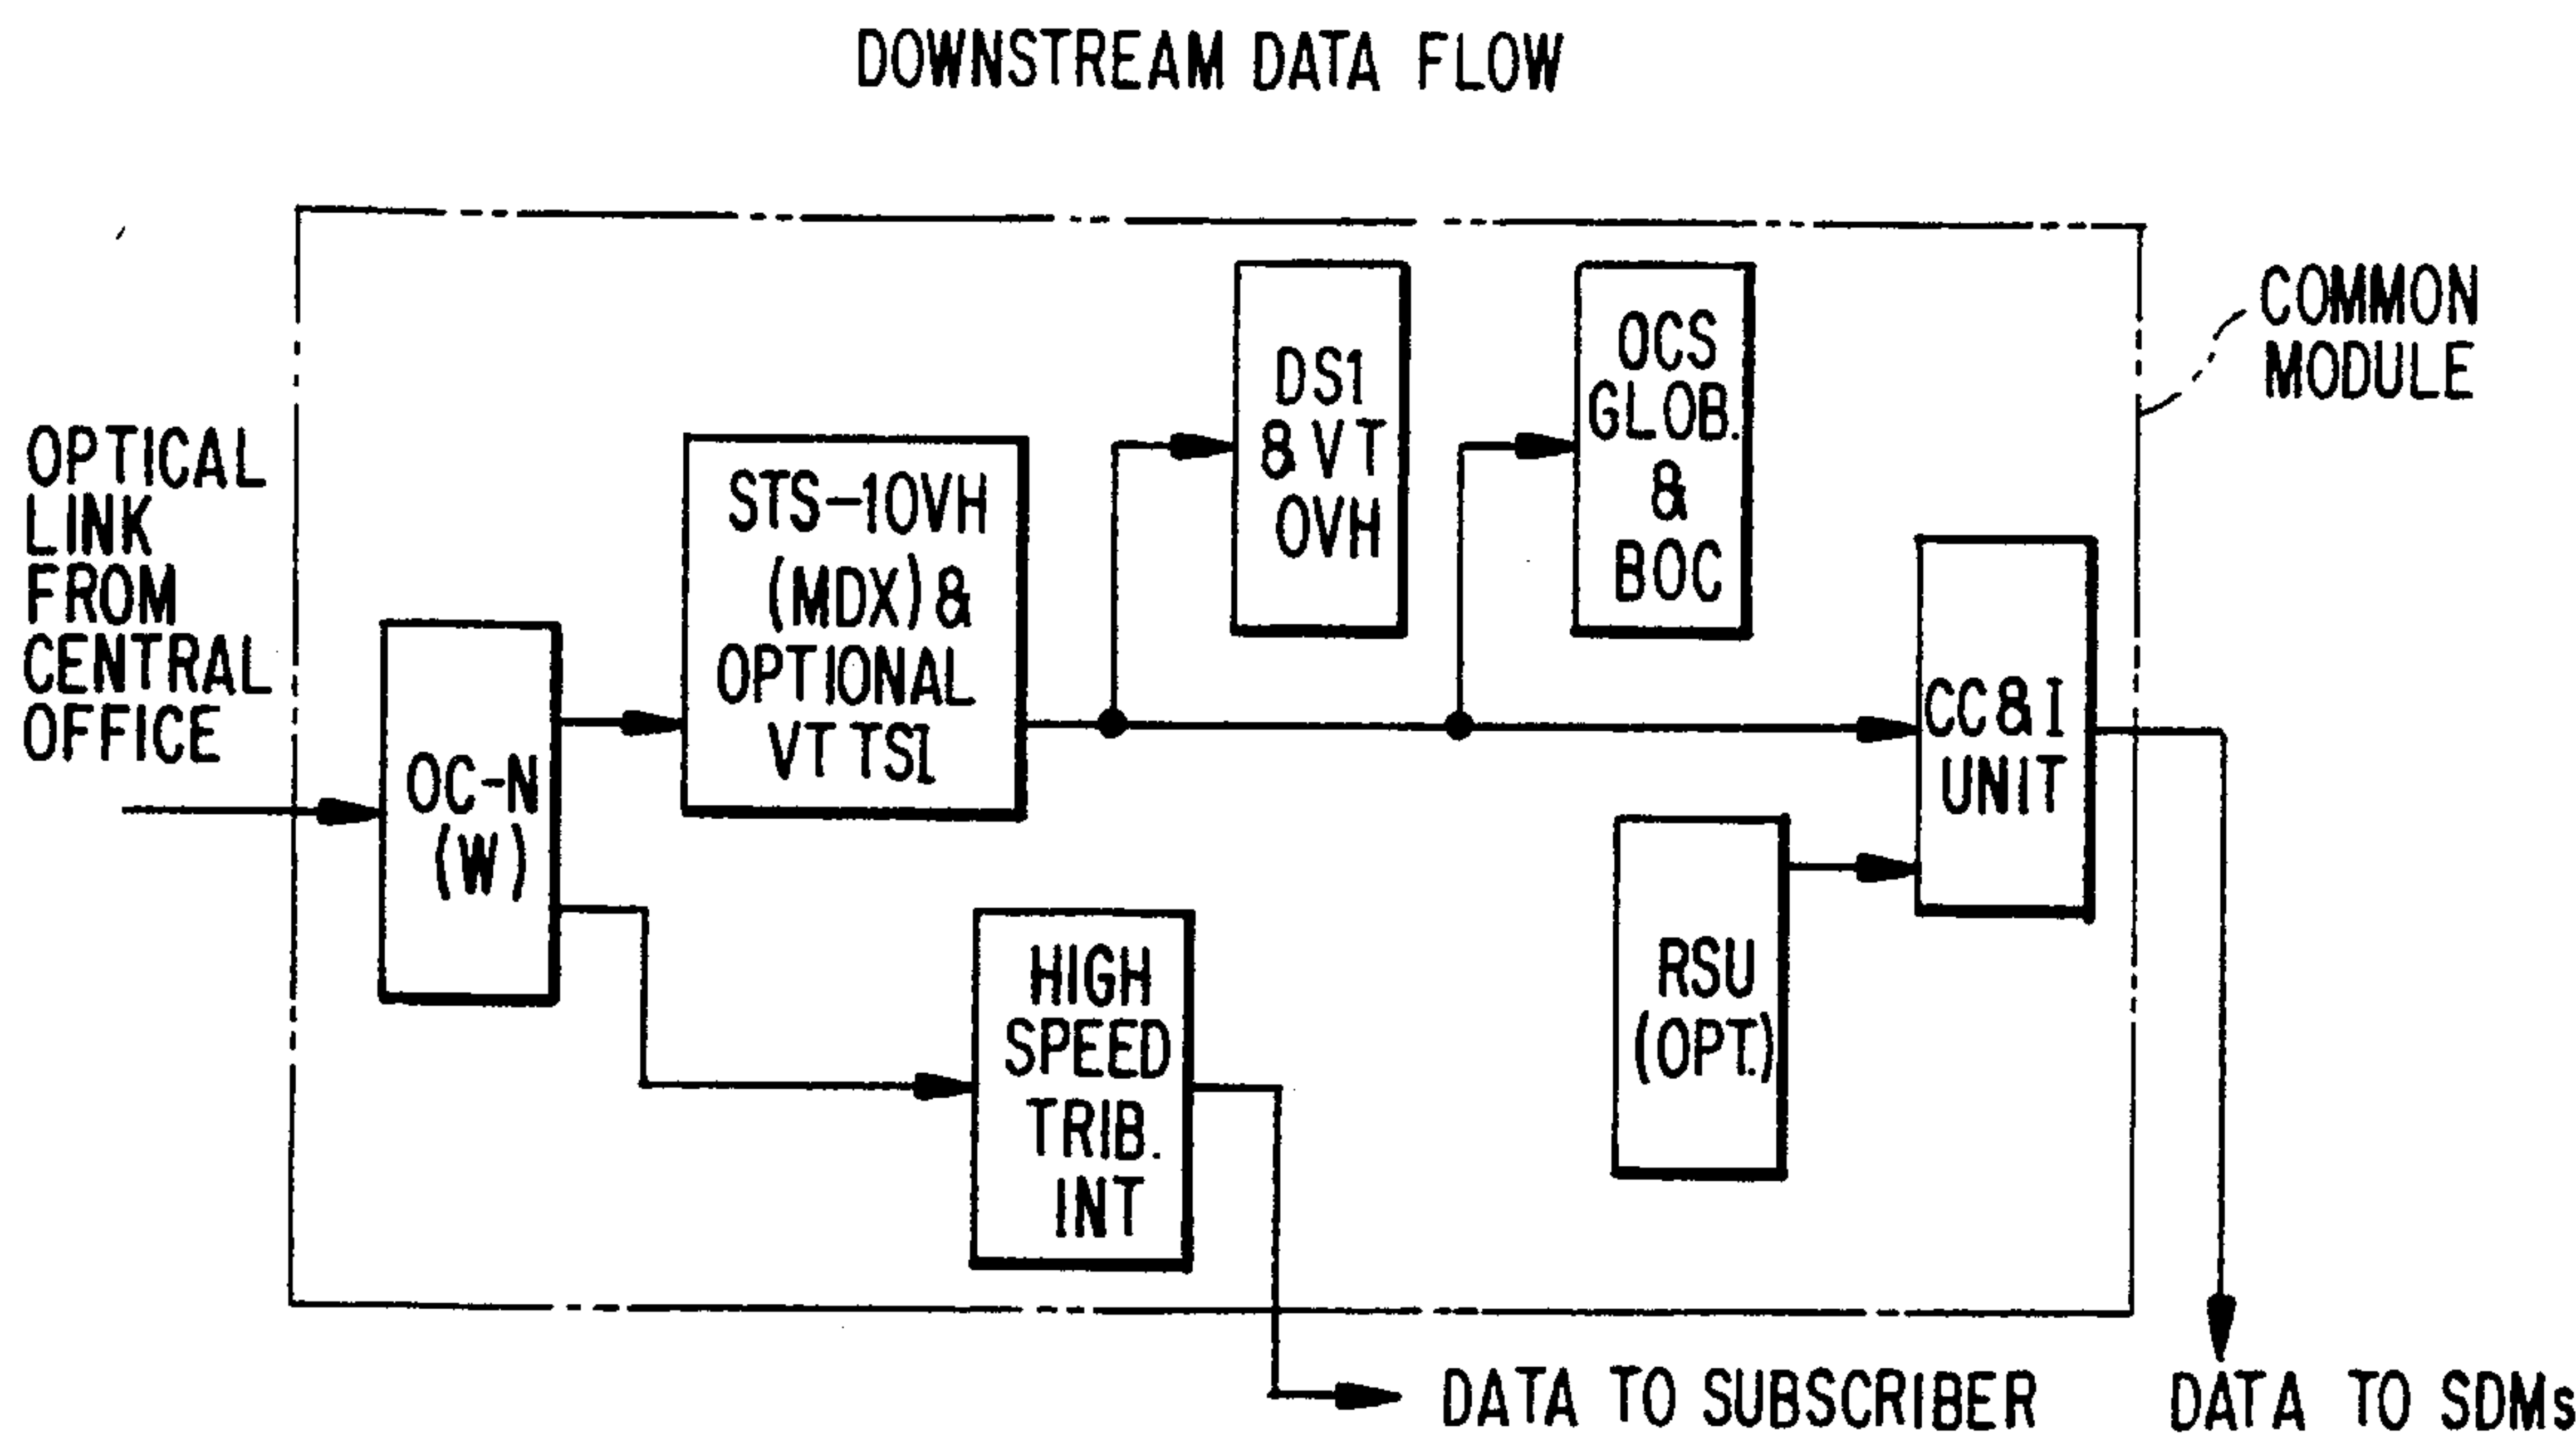 DOWNSTREAM DATA FLOW
COMMON
MODULE
OPTICAL
LINK
FROM
CENTRAL
OFFICE
OC-N
(W)
STS-1OVH
(MDX) &
OPTIONAL
VT TSI
DS1
& VT
OVH
OCS
GLOB.
&
BOC
CC & I
UNIT
HIGH
SPEED
TRIB.
INT
RSU
(OPT.)
DATA TO SUBSCRIBER
DATA TO SDMs